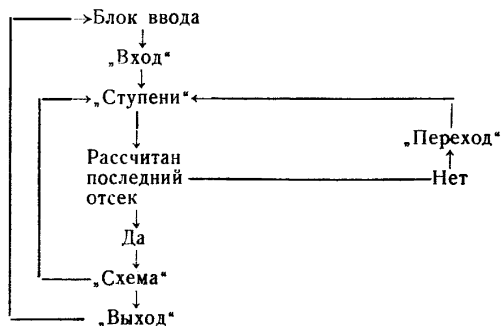 Блок ввода
„Вход“
„Ступени“
„Переход“
Рассчитан
последний
отсек
Нет
Да
„Схема“
„Выход“